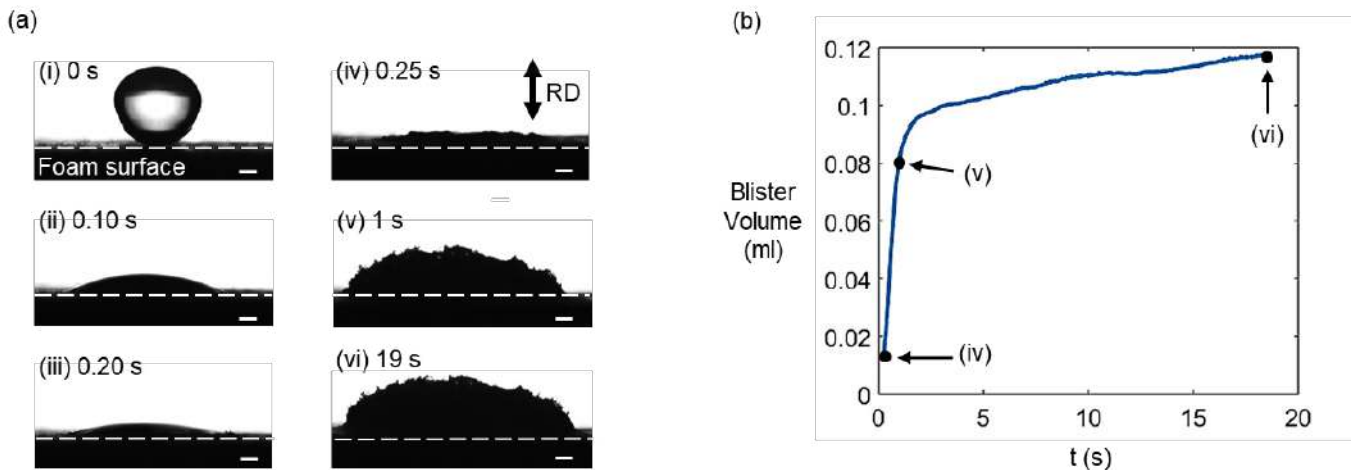 (a)
(i) 0 s
Foam surface
(ii) 0.10 s
(iii) 0.20 s
(iv) 0.25 s
RD
(v) 1 s
(vi) 19 s
(b)
Blister
Volume
(ml)
0.12
0.1
0.08
0.06
0.04
0.02
0
(iv)
(v)
(vi)
0
5
10
15
20
t (s)